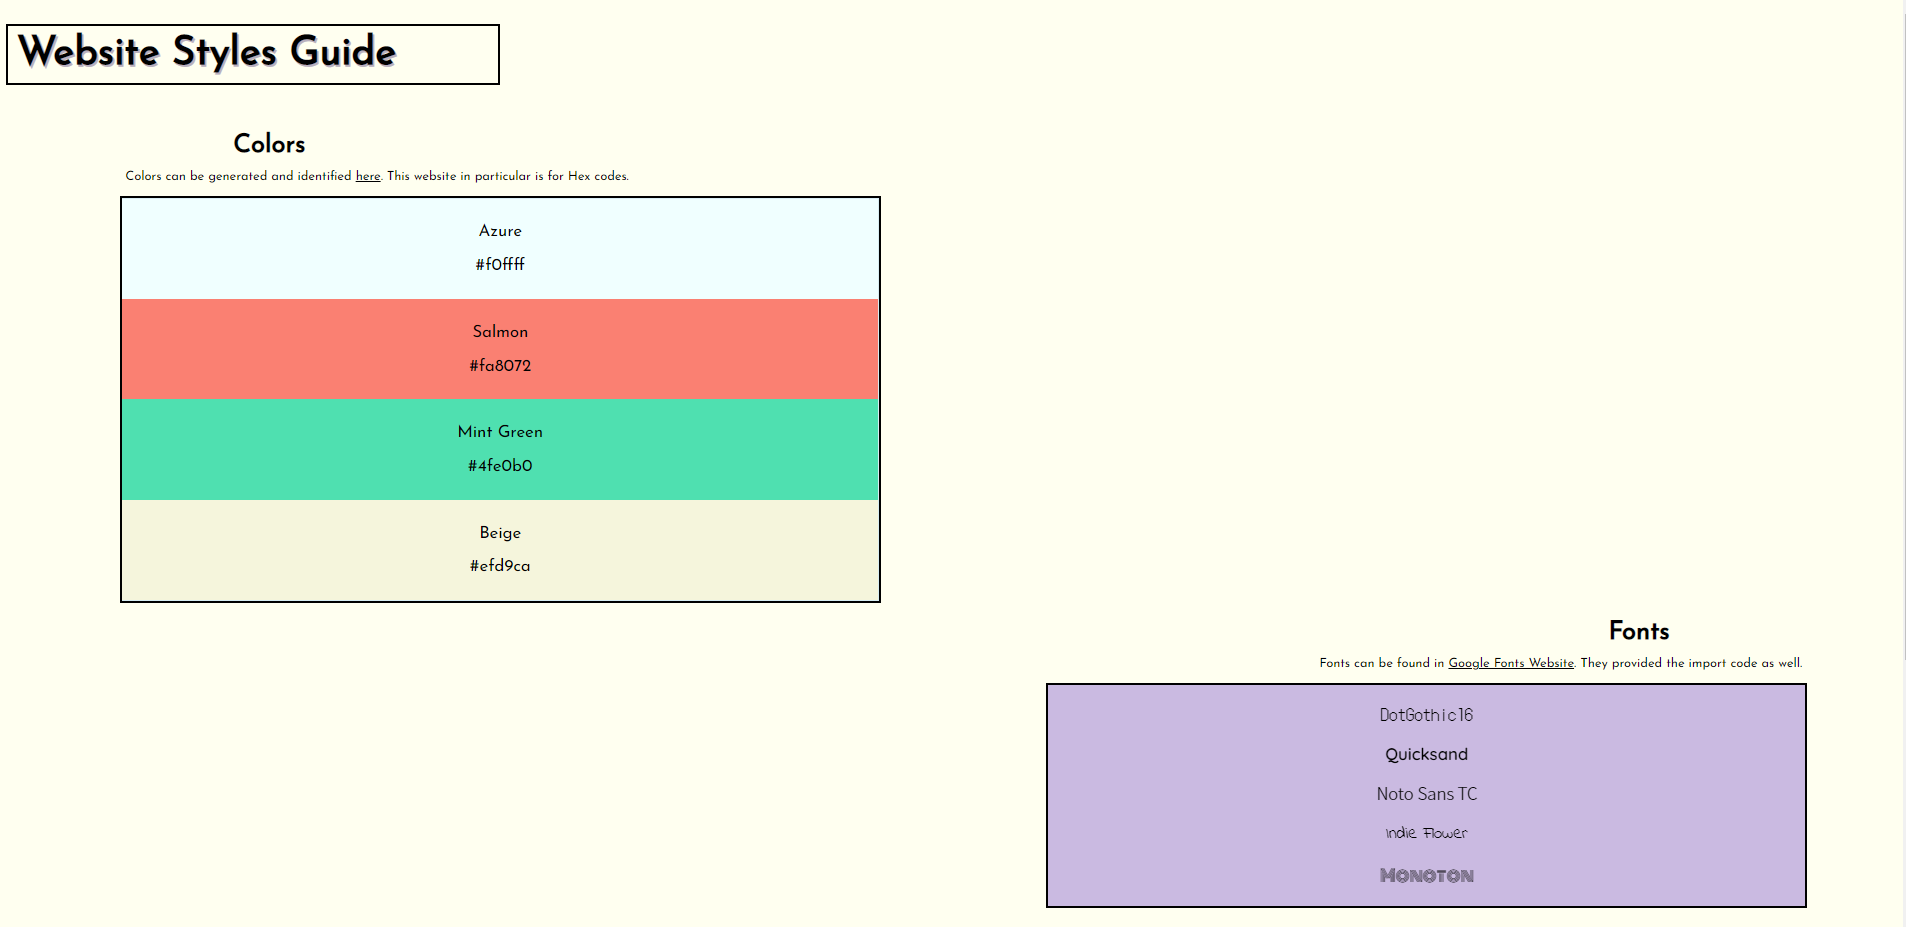 Website Styles Guide
Colors
Colors can be generated and identified here. This website in particular is for Hex codes.
Azure
#f0ffff
Salmon
#fa8072
Mint Green
#4fe0b0
Beige
#efd9ca
Fonts
Fonts can be found in Google Fonts Website. They provided the import code as well.
DotGothic16
Quicksand
Noto Sans TC
Indie Flower
Monoton